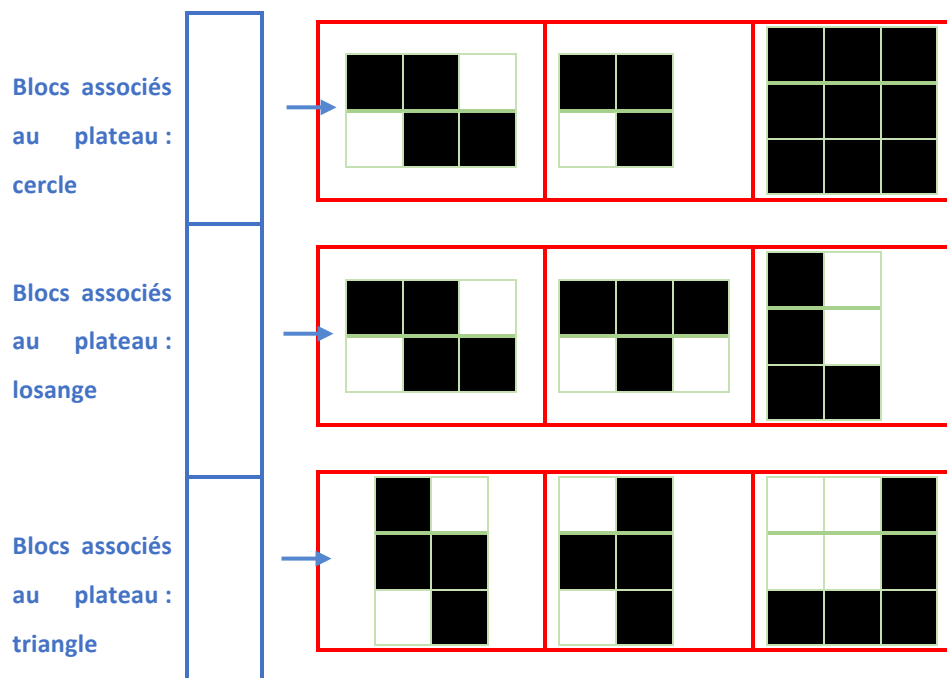 Blocs associés
au plateau :
cercle
Blocs associés
au plateau :
losange
Blocs associés
au plateau :
triangle